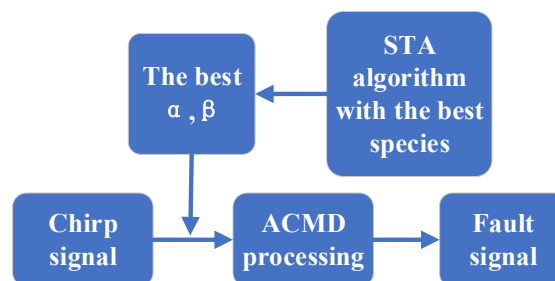 The best
α , β
STA
algorithm
with the best
species
Chirp
signal
ACMD
processing
Fault
signal